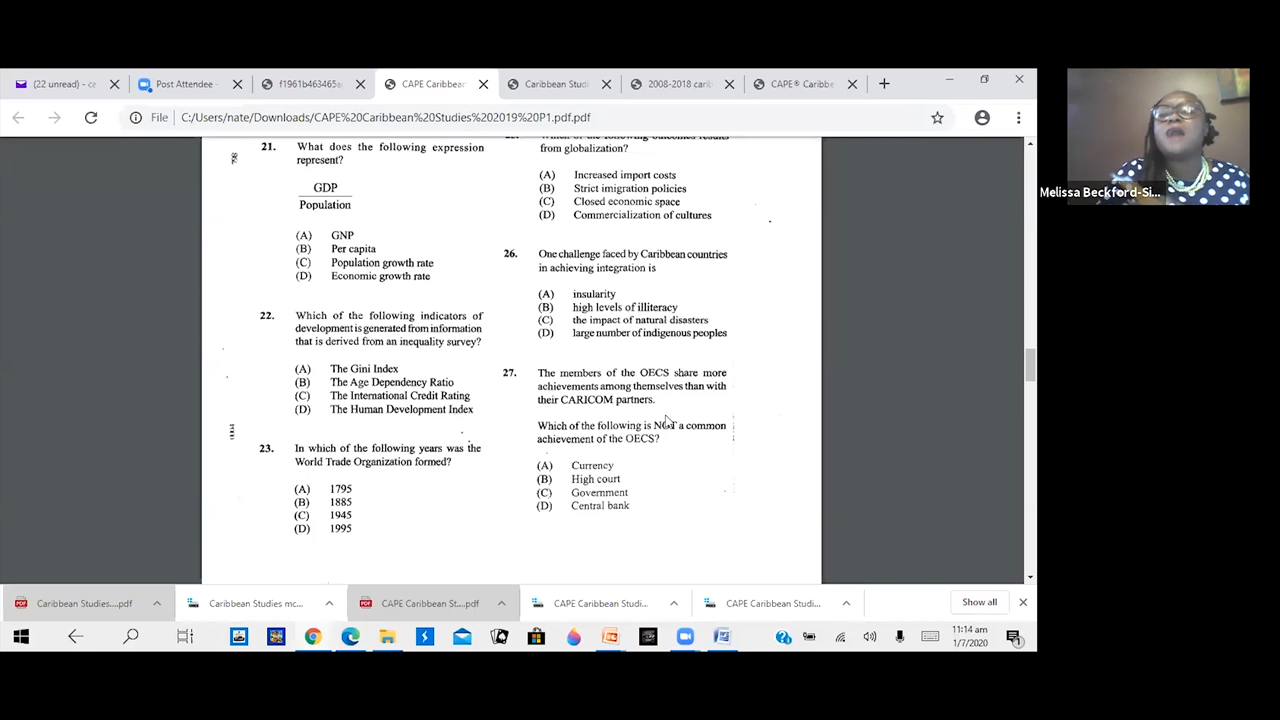 (22 unread) - ca
Post Attendee -
f1961b463465a
CAPE Caribbean
Caribbean Studi
2008-2018 carib
CAPE® Caribbe
File
C:/Users/nate/Downloads/CAPE%20Caribbean%20Studies%202019%20P1.pdf.pdf
21. What does the following expression
represent?
GDP
Population
(A) GNP
(B) Per capita
(C) Population growth rate
(D) Economic growth rate
22. Which of the following indicators of
development is generated from information
that is derived from an inequality survey?
(A) The Gini Index
(B) The Age Dependency Ratio
(C) The International Credit Rating
(D) The Human Development Index
23. In which of the following years was the
World Trade Organization formed?
(A) 1795
(B) 1885
(C) 1945
(D) 1995
Which of the following outcomes results
from globalization?
(A) Increased import costs
(B) Strict imigration policies
(C) Closed economic space
(D) Commercialization of cultures
26. One challenge faced by Caribbean countries
in achieving integration is
(A) insularity
(B) high levels of illiteracy
(C) the impact of natural disasters
(D) large number of indigenous peoples
27. The members of the OECS share more
achievements among themselves than with
their CARICOM partners.
Which of the following is NOT a common
achievement of the OECS?
(A) Currency
(B) High court
(C) Government
(D) Central bank
Melissa Beckford-Si...
Caribbean Studies....pdf
Caribbean Studies mc...
CAPE Caribbean St....pdf
CAPE Caribbean Studi...
CAPE Caribbean Studi...
Show all
11:14 am
1/7/2020